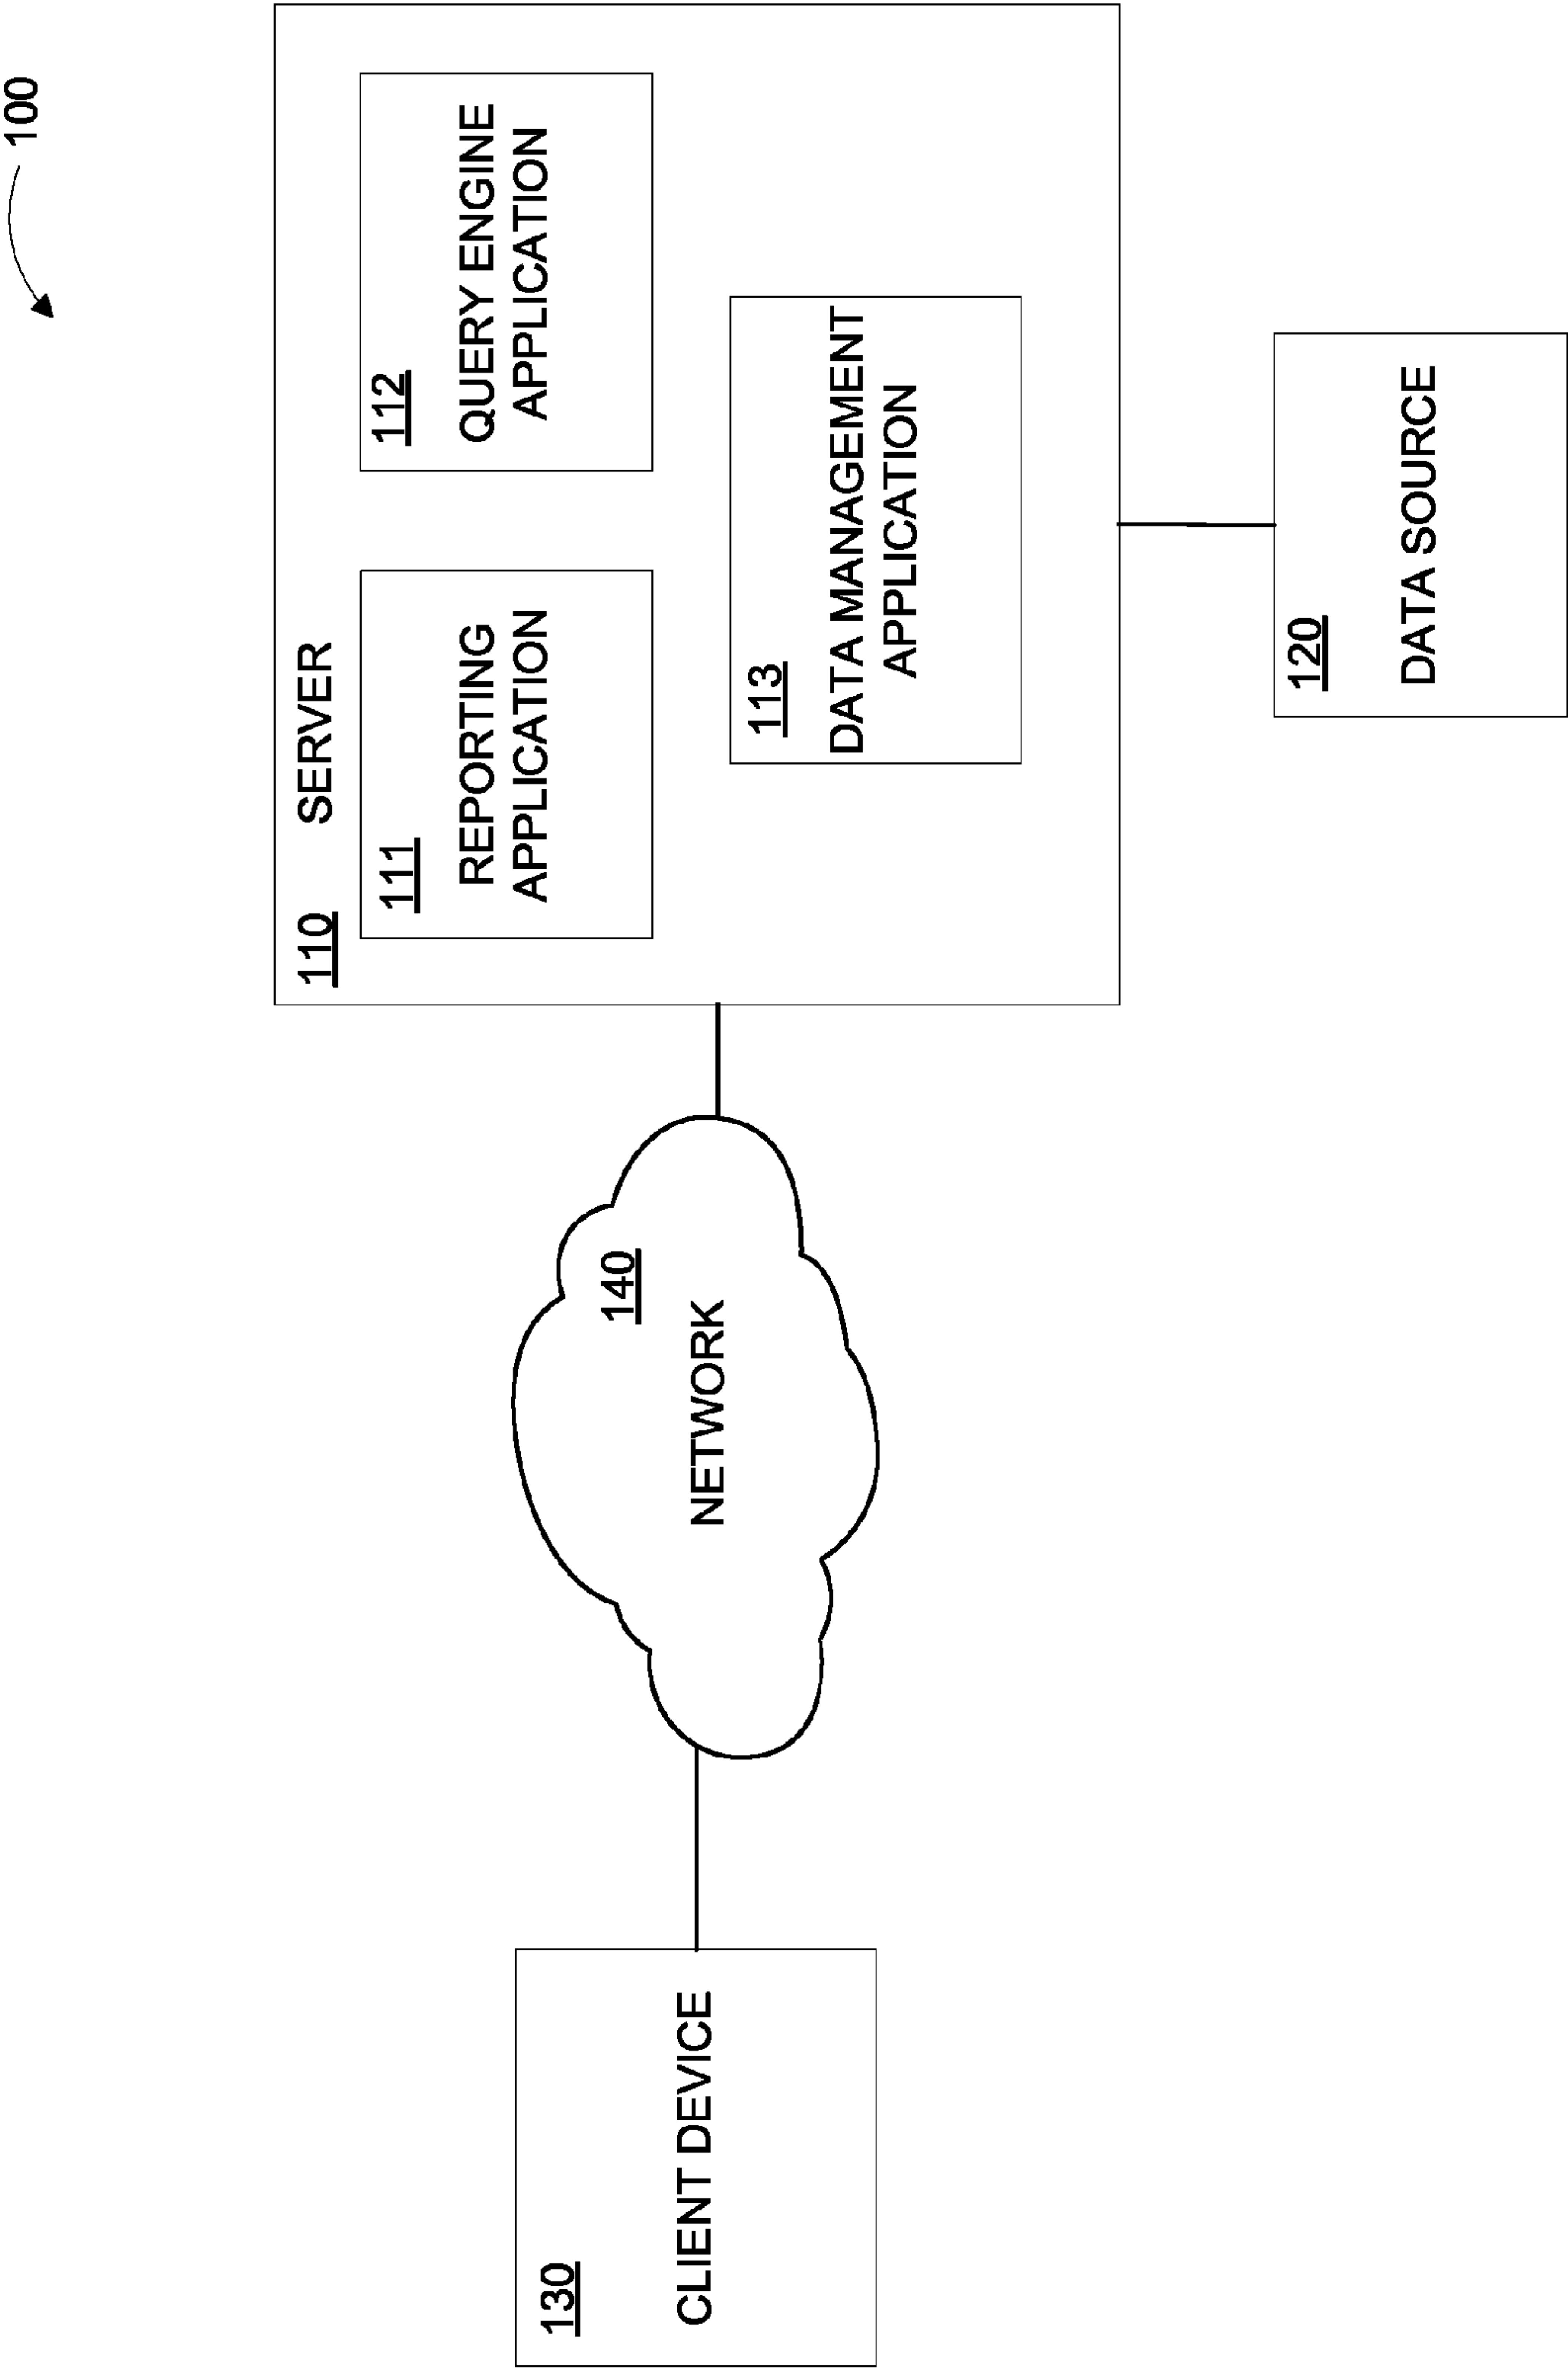 100
110 SERVER
111
REPORTING
APPLICATION
112
QUERY ENGINE
APPLICATION
113
DATA MANAGEMENT
APPLICATION
140
NETWORK
130
CLIENT DEVICE
120
DATA SOURCE